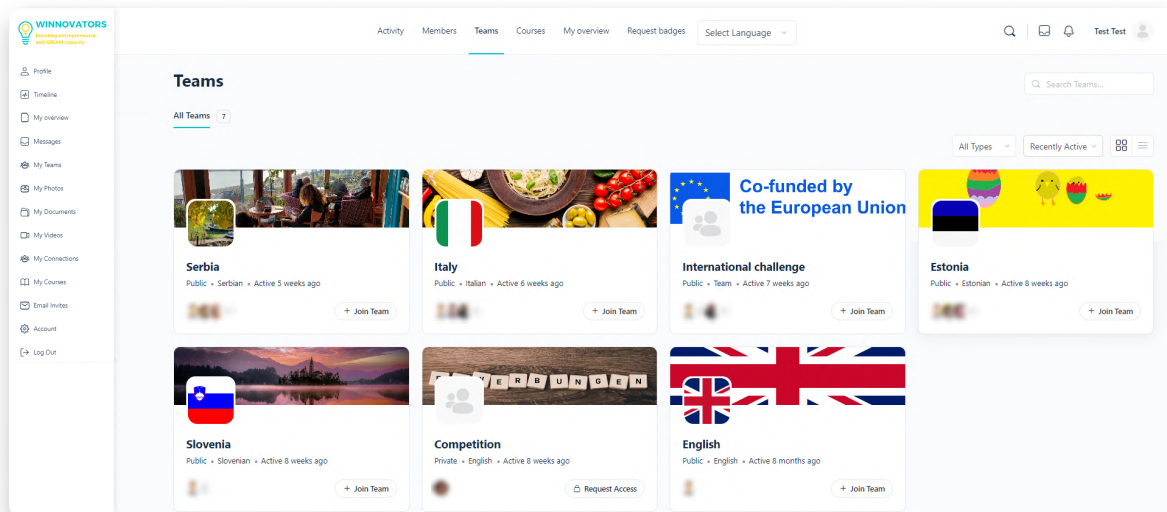 WINNOVATORS
Boosting entrepreneurial
and STEAM capacity
Activity Members Teams Courses My overview Request badges Select Language
Test Test
Profile
Timeline
My overview
Messages
My Teams
My Photos
My Documents
My Videos
My Connections
My Courses
Email Invites
Account
Log Out
Teams
Search Teams...
All Teams 7
All Types Recently Active
Serbia
Public • Serbian • Active 5 weeks ago
+ Join Team
Italy
Public • Italian • Active 6 weeks ago
+ Join Team
Co-funded by
the European Union
International challenge
Public • Team • Active 7 weeks ago
+ Join Team
Estonia
Public • Estonian • Active 8 weeks ago
+ Join Team
Slovenia
Public • Slovenian • Active 8 weeks ago
+ Join Team
ERBUNGEN
Competition
Private • English • Active 8 weeks ago
Request Access
English
Public • English • Active 8 months ago
+ Join Team